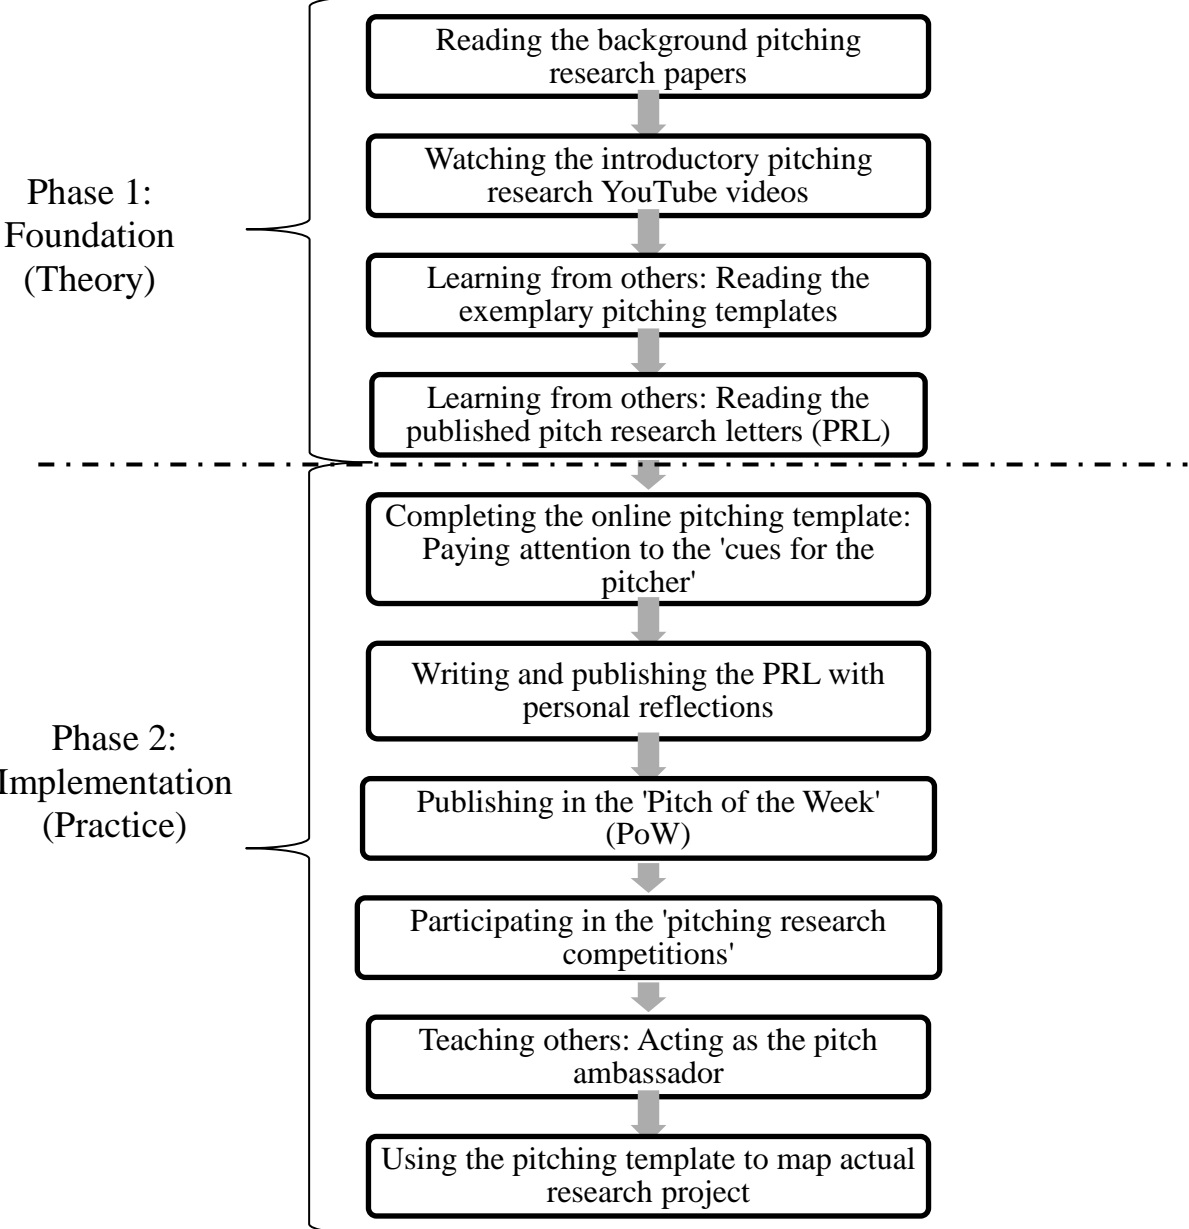 Reading the background pitching
research papers
Watching the introductory pitching
research YouTube videos
Phase 1:
Foundation
(Theory)
Learning from others: Reading the
exemplary pitching templates
Learning from others: Reading the
published pitch research letters (PRL)
Completing the online pitching template:
Paying attention to the 'cues for the
pitcher'
Writing and publishing the PRL with
personal reflections
Phase 2:
Implementation
(Practice)
Publishing in the 'Pitch of the Week'
(PoW)
Participating in the 'pitching research
competitions'
Teaching others: Acting as the pitch
ambassador
Using the pitching template to map actual
research project